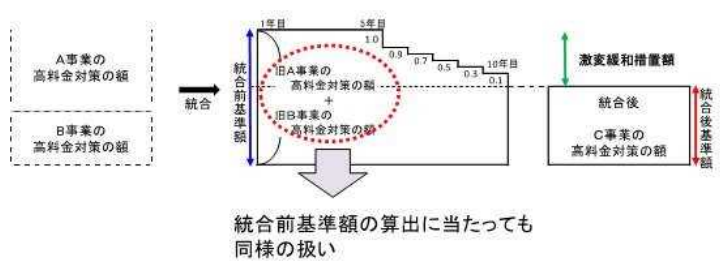 A事業の
高料金対策の額
B事業の
高料金対策の額
統合
統合前基準額
1年目
5年目
1.0
0.9
0.7
0.5
0.3
10年目
0.1
旧A事業の
高料金対策の額
+
旧B事業の
高料金対策の額
激変緩和措置額
統合後
C事業の
高料金対策の額
統合後基準額
統合前基準額の算出に当たっても
同様の扱い